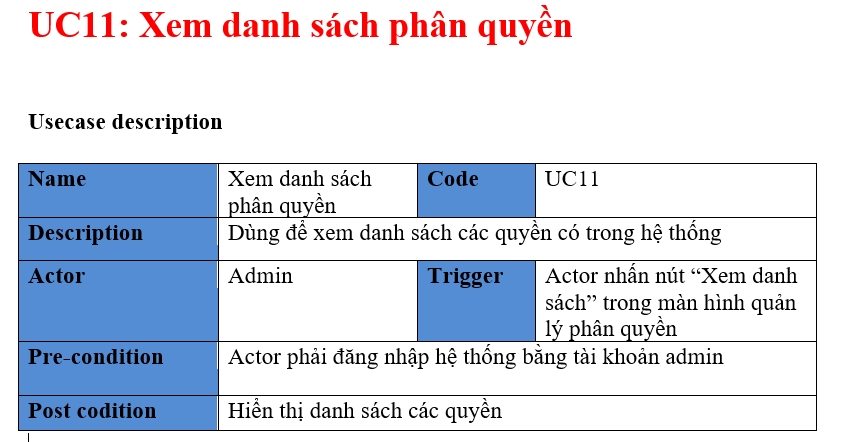 UC11: Xem danh sách phân quyền
Usecase description
Name
Xem danh sách
phân quyền
Code
UC11
Description
Dùng để xem danh sách các quyền có trong hệ thống
Actor
Admin
Trigger
Actor nhấn nút “Xem danh
sách” trong màn hình quản
lý phân quyền
Pre-condition
Actor phải đăng nhập hệ thống bằng tài khoản admin
Post codition
Hiển thị danh sách các quyền